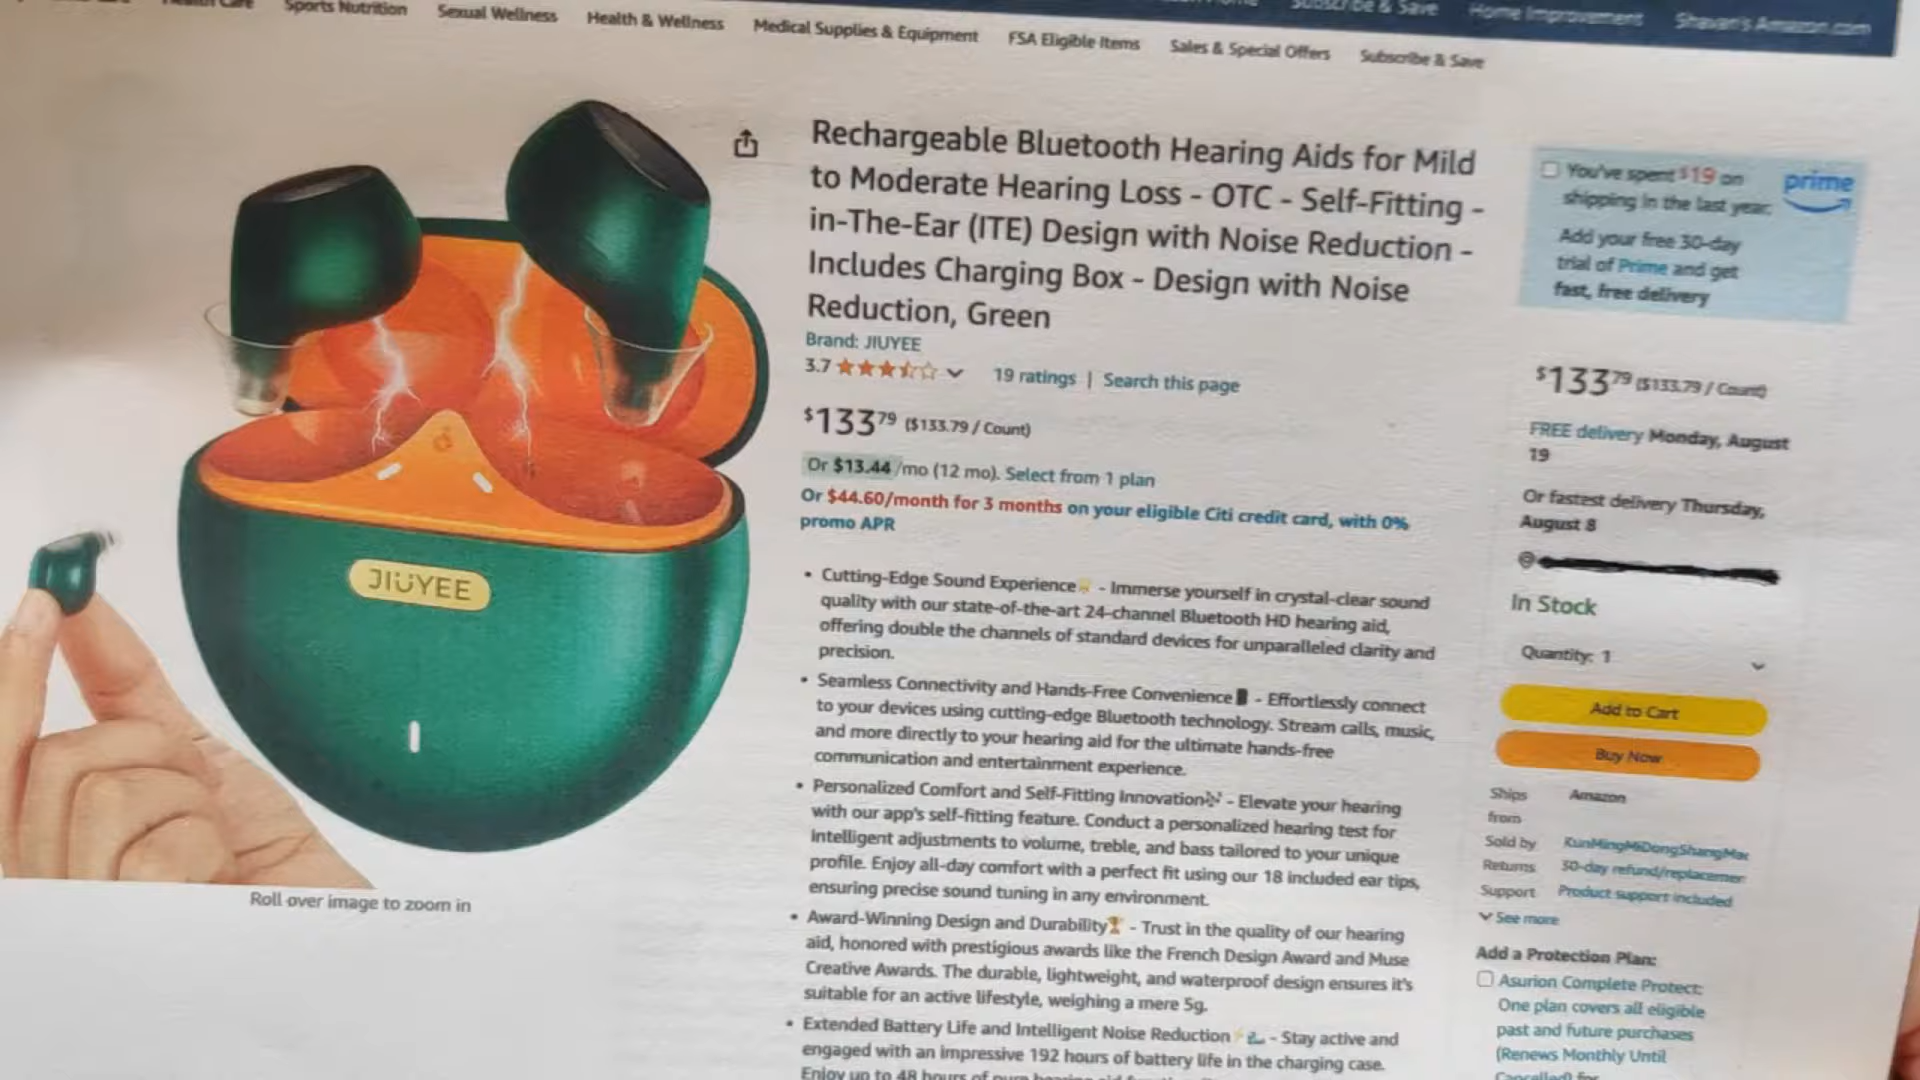 Sports Nutrition
Sexual Wellness
Health & Wellness
Medical Supplies & Equipment
FSA Eligible Items
Sales & Special Offers
Subscribe & Save
Subscribe & Save
Home Improvement
Shavan's Amazon.com
JIUYEE
Roll over image to zoom in
Rechargeable Bluetooth Hearing Aids for Mild
to Moderate Hearing Loss - OTC - Self-Fitting -
in-The-Ear (ITE) Design with Noise Reduction -
Includes Charging Box - Design with Noise
Reduction, Green
Brand: JIUYEE
3.7
19 ratings | Search this page
$133 79 ($133.79 / Count)
Or $13.44 /mo (12 mo). Select from 1 plan
Or $44.60/month for 3 months on your eligible Citi credit card, with 0%
promo APR
• Cutting-Edge Sound Experience - Immerse yourself in crystal-clear sound
quality with our state-of-the-art 24-channel Bluetooth HD hearing aid,
offering double the channels of standard devices for unparalleled clarity and
precision.
• Seamless Connectivity and Hands-Free Convenience - Effortlessly connect
to your devices using cutting-edge Bluetooth technology. Stream calls, music,
and more directly to your hearing aid for the ultimate hands-free
communication and entertainment experience.
• Personalized Comfort and Self-Fitting Innovation - Elevate your hearing
with our app's self-fitting feature. Conduct a personalized hearing test for
intelligent adjustments to volume, treble, and bass tailored to your unique
profile. Enjoy all-day comfort with a perfect fit using our 18 included ear tips,
ensuring precise sound tuning in any environment.
• Award-Winning Design and Durability - Trust in the quality of our hearing
aid, honored with prestigious awards like the French Design Award and Muse
Creative Awards. The durable, lightweight, and waterproof design ensures it's
suitable for an active lifestyle, weighing a mere 5g.
• Extended Battery Life and Intelligent Noise Reduction - Stay active and
engaged with an impressive 192 hours of battery life in the charging case.
Enjoy up to 48 hours of pure hearing aid
You've spent $19 on
shipping in the last year.
prime
Add your free 30-day
trial of Prime and get
fast, free delivery
$133 79 ($133.79 / Count)
FREE delivery Monday, August
19
Or fastest delivery Thursday,
August 8
In Stock
Quantity: 1
Add to Cart
Buy Now
Ships from Amazon
Sold by KunMingMiDongShangMao
Returns 30-day refund/replacemen
Support Product support included
See more
Add a Protection Plan:
Asurion Complete Protect:
One plan covers all eligible
past and future purchases
(Renews Monthly Until
Cancelled) for